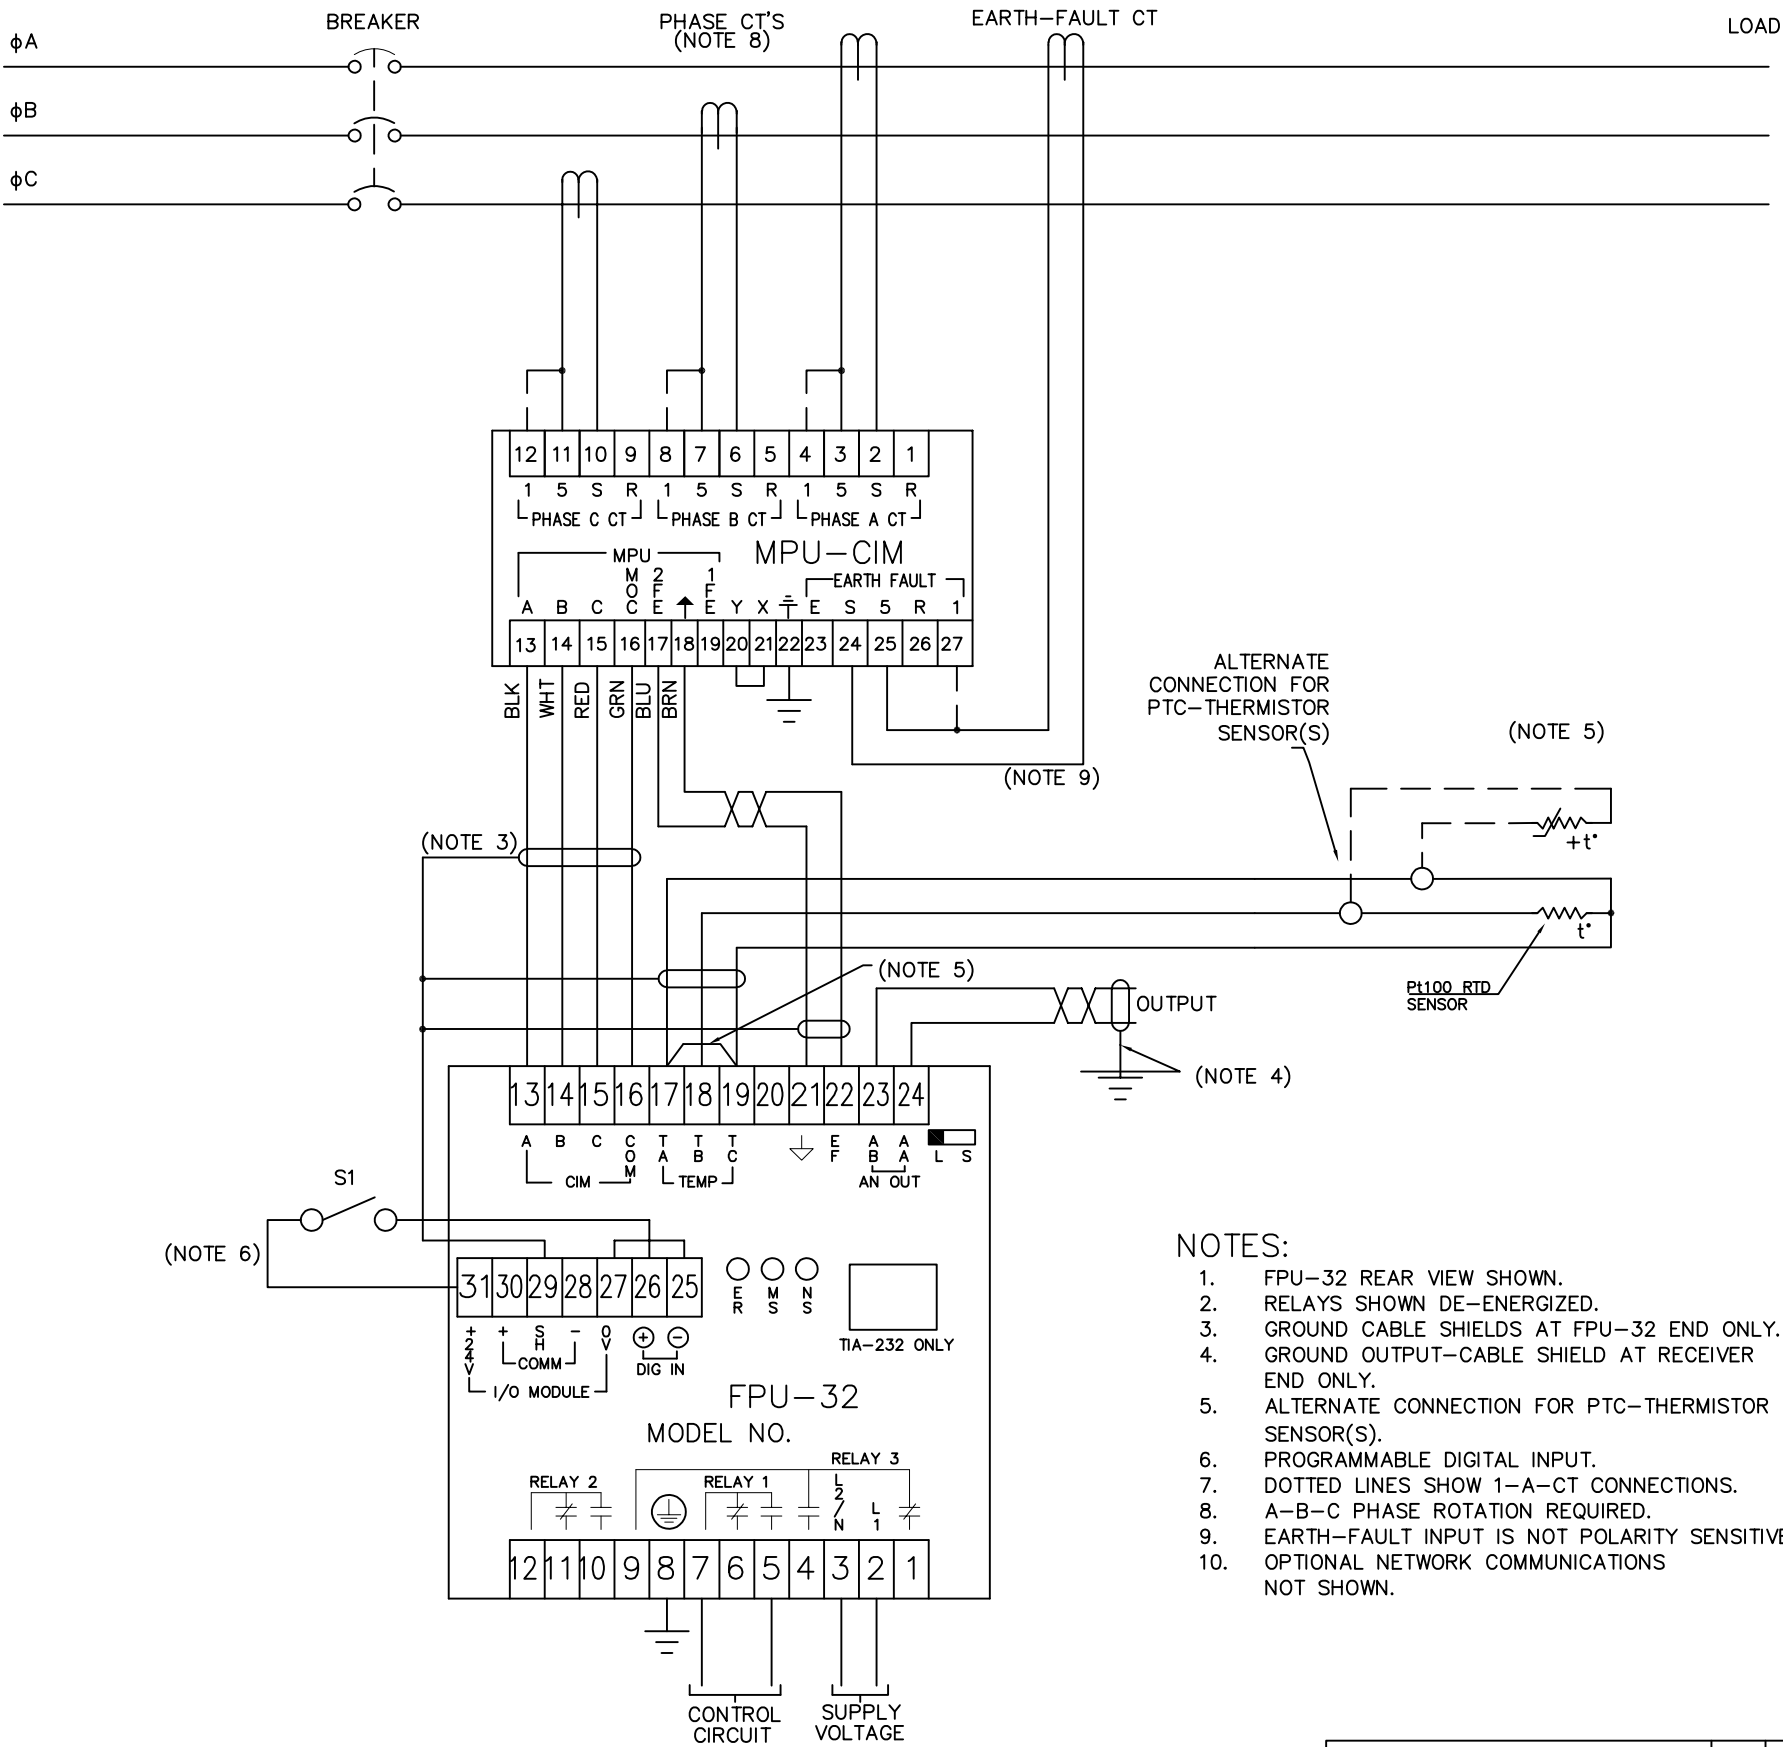 BREAKER
PHASE CT'S
(NOTE 8)
EARTH-FAULT CT
LOAD
ϕA
ϕB
ϕC
12 11 10 9 8 7 6 5 4 3 2 1
1 5 S R 1 5 S R 1 5 S R
PHASE C CT PHASE B CT PHASE A CT
MPU
MPU-CIM
EARTH FAULT
A B C COM EF2 EF1 Y X E S 5 R 1
13 14 15 16 17 18 19 20 21 22 23 24 25 26 27
BLK WHT RED GRN BLU BRN
ALTERNATE
CONNECTION FOR
PTC-THERMISTOR
SENSOR(S)
(NOTE 5)
(NOTE 9)
(NOTE 3)
+t°
t°
(NOTE 5)
Pt100 RTD
SENSOR
OUTPUT
(NOTE 4)
13 14 15 16 17 18 19 20 21 22 23 24
A B C COM TA TB TC EF AB AA L S
CIM TEMP AN OUT
S1
(NOTE 6)
31 30 29 28 27 26 25
ER MS NS
+24V + SH - 0V + -
COMM
DIG IN
I/O MODULE
TIA-232 ONLY
FPU-32
MODEL NO.
RELAY 3
RELAY 2 RELAY 1
L2/N L1
12 11 10 9 8 7 6 5 4 3 2 1
CONTROL
CIRCUIT
SUPPLY
VOLTAGE
NOTES:
1. FPU-32 REAR VIEW SHOWN.
2. RELAYS SHOWN DE-ENERGIZED.
3. GROUND CABLE SHIELDS AT FPU-32 END ONLY.
4. GROUND OUTPUT-CABLE SHIELD AT RECEIVER
END ONLY.
5. ALTERNATE CONNECTION FOR PTC-THERMISTOR
SENSOR(S).
6. PROGRAMMABLE DIGITAL INPUT.
7. DOTTED LINES SHOW 1-A-CT CONNECTIONS.
8. A-B-C PHASE ROTATION REQUIRED.
9. EARTH-FAULT INPUT IS NOT POLARITY SENSITIVE
10. OPTIONAL NETWORK COMMUNICATIONS
NOT SHOWN.